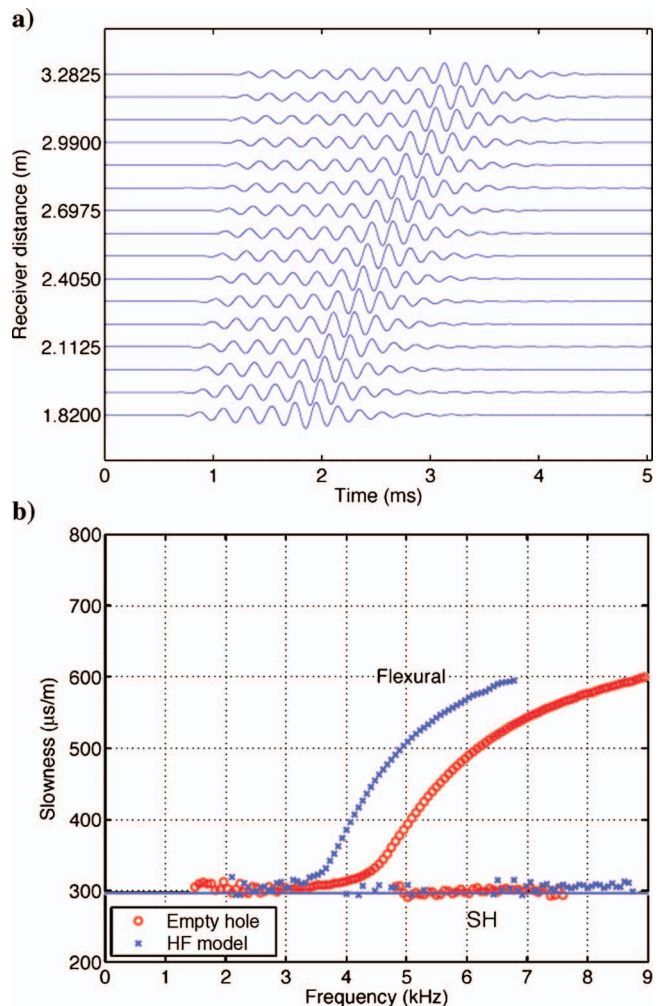 a)
3.2825
2.9900
2.6975
2.4050
2.1125
1.8200
Receiver distance (m)
0 1 2 3 4 5
Time (ms)
b)
800
700
600
500
400
300
200
Slowness (µs/m)
Flexural
SH
Empty hole
HF model
0 1 2 3 4 5 6 7 8 9
Frequency (kHz)